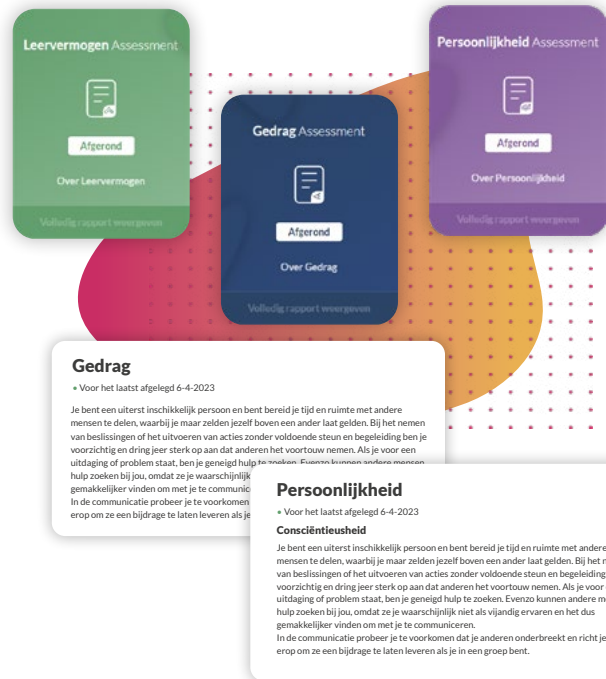 Leervermogen Assessment
Afgerond
Over Leervermogen
Volledig rapport weergeven
Gedrag Assessment
Afgerond
Over Gedrag
Volledig rapport weergeven
Persoonlijkheid Assessment
Afgerond
Over Persoonlijkheid
Volledig rapport weergeven
Gedrag
• Voor het laatst afgelegd 6-4-2023
Je bent een uiterst inschikkelijk persoon en bent bereid je tijd en ruimte met andere
mensen te delen, waarbij je maar zelden jezelf boven een ander laat gelden. Bij het nemen
van beslissingen of het uitvoeren van acties zonder voldoende steun en begeleiding ben je
voorzichtig en dring jeer sterk op aan dat anderen het voortouw nemen. Als je voor een
uitdaging of problem staat, ben je geneigd hulp te zoeken. Evenzo kunnen andere mensen
hulp zoeken bij jou, omdat ze je waarschijnlijk
gemakkelijker vinden om met je te communic
In de communicatie probeer je te voorkomen
erop om ze een bijdrage te laten leveren als je
Persoonlijkheid
• Voor het laatst afgelegd 6-4-2023
Consciëntieusheid
Je bent een uiterst inschikkelijk persoon en bent bereid je tijd en ruimte met andere
mensen te delen, waarbij je maar zelden jezelf boven een ander laat gelden. Bij het n
van beslissingen of het uitvoeren van acties zonder voldoende steun en begeleiding
voorzichtig en dring jeer sterk op aan dat anderen het voortouw nemen. Als je voor
uitdaging of problem staat, ben je geneigd hulp te zoeken. Evenzo kunnen andere m
hulp zoeken bij jou, omdat ze je waarschijnlijk niet als vijandig ervaren en het dus
gemakkelijker vinden om met je te communiceren.
In de communicatie probeer je te voorkomen dat je anderen onderbreekt en richt je
erop om ze een bijdrage te laten leveren als je in een groep bent.